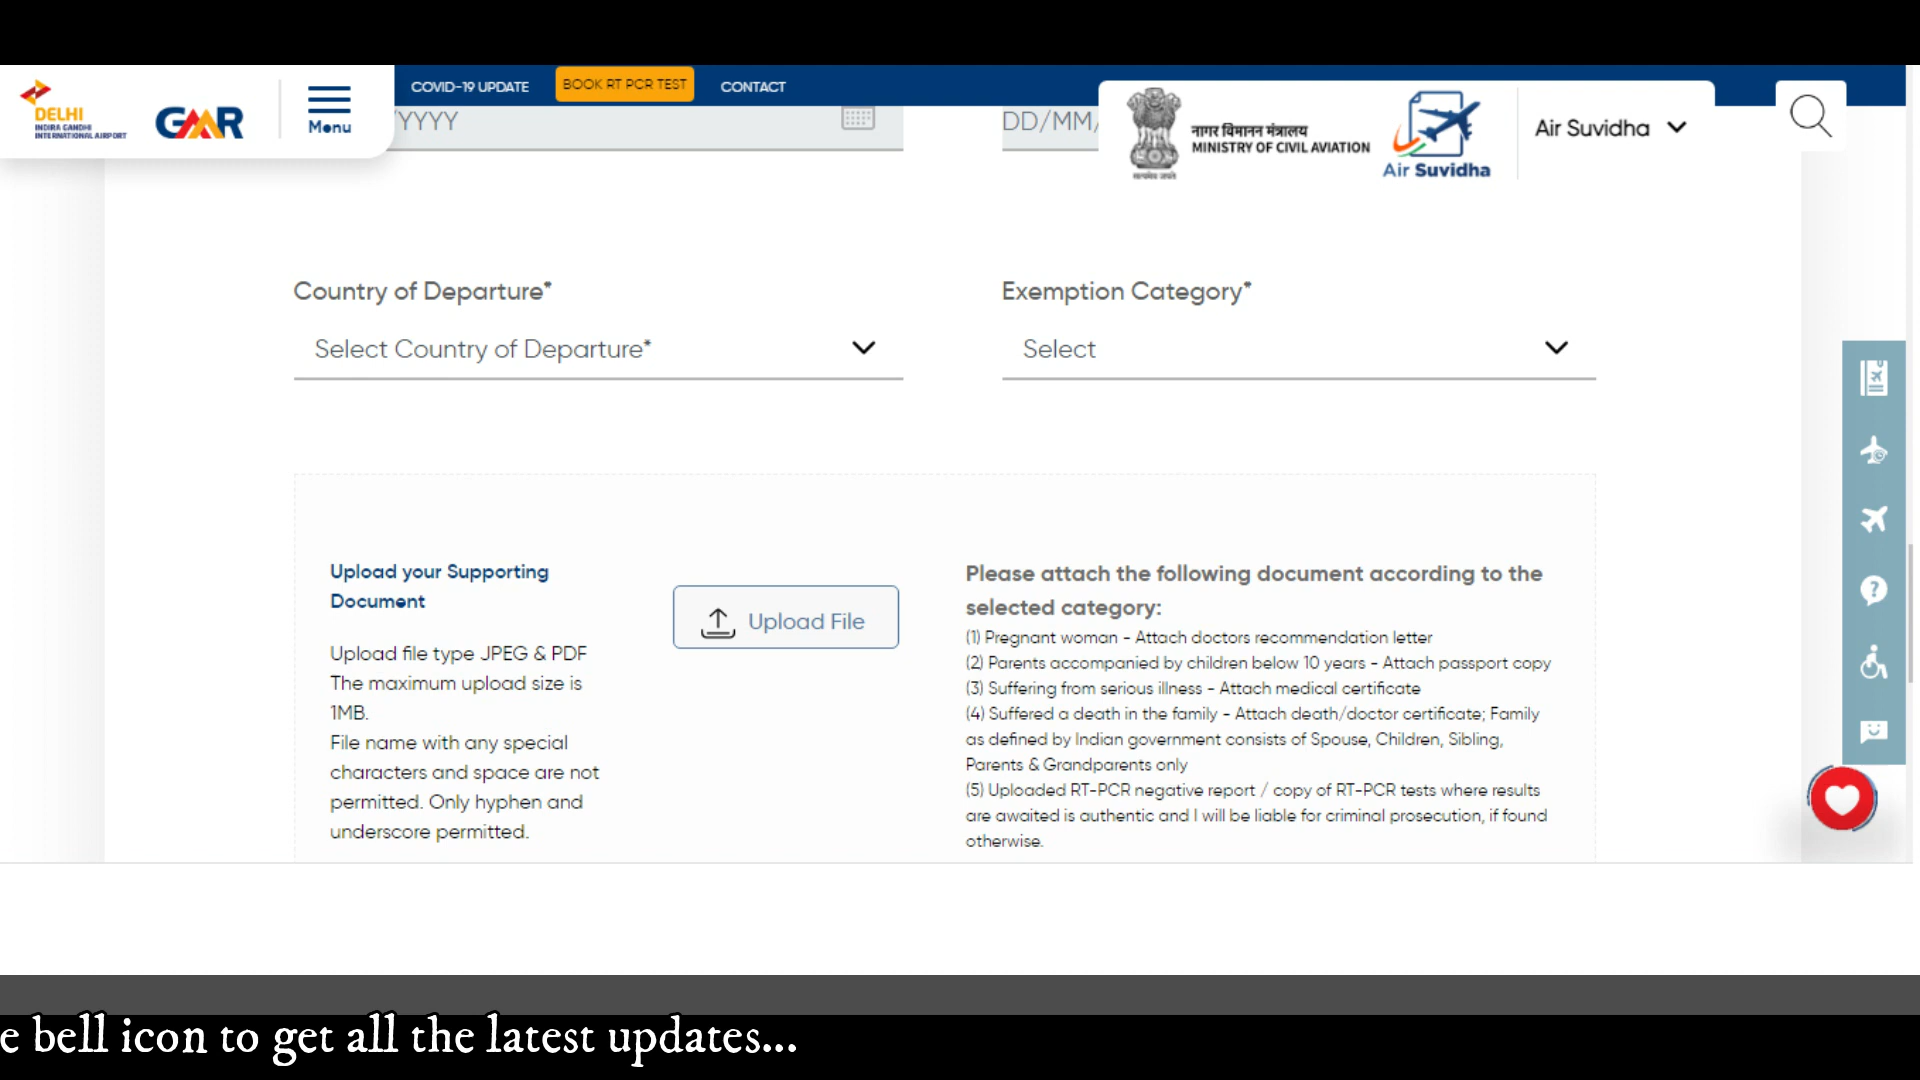 COVID-19 UPDATE
BOOK RT PCR TEST
CONTACT
DELHI
INDIRA GANDHI
INTERNATIONAL AIRPORT
GMR
Menu
/YYYY
DD/MM/
नागर विमानन मंत्रालय
MINISTRY OF CIVIL AVIATION
सत्यमेव जयते
Air Suvidha
Air Suvidha
Country of Departure*
Exemption Category*
Select Country of Departure*
Select
Upload your Supporting
Document
Upload File
Upload file type JPEG & PDF
The maximum upload size is
1MB.
File name with any special
characters and space are not
permitted. Only hyphen and
underscore permitted.
Please attach the following document according to the
selected category:
(1) Pregnant woman - Attach doctors recommendation letter
(2) Parents accompanied by children below 10 years - Attach passport copy
(3) Suffering from serious illness - Attach medical certificate
(4) Suffered a death in the family - Attach death/doctor certificate; Family
as defined by Indian government consists of Spouse, Children, Sibling,
Parents & Grandparents only
(5) Uploaded RT-PCR negative report / copy of RT-PCR tests where results
are awaited is authentic and I will be liable for criminal prosecution, if found
otherwise.
e bell icon to get all the latest updates...